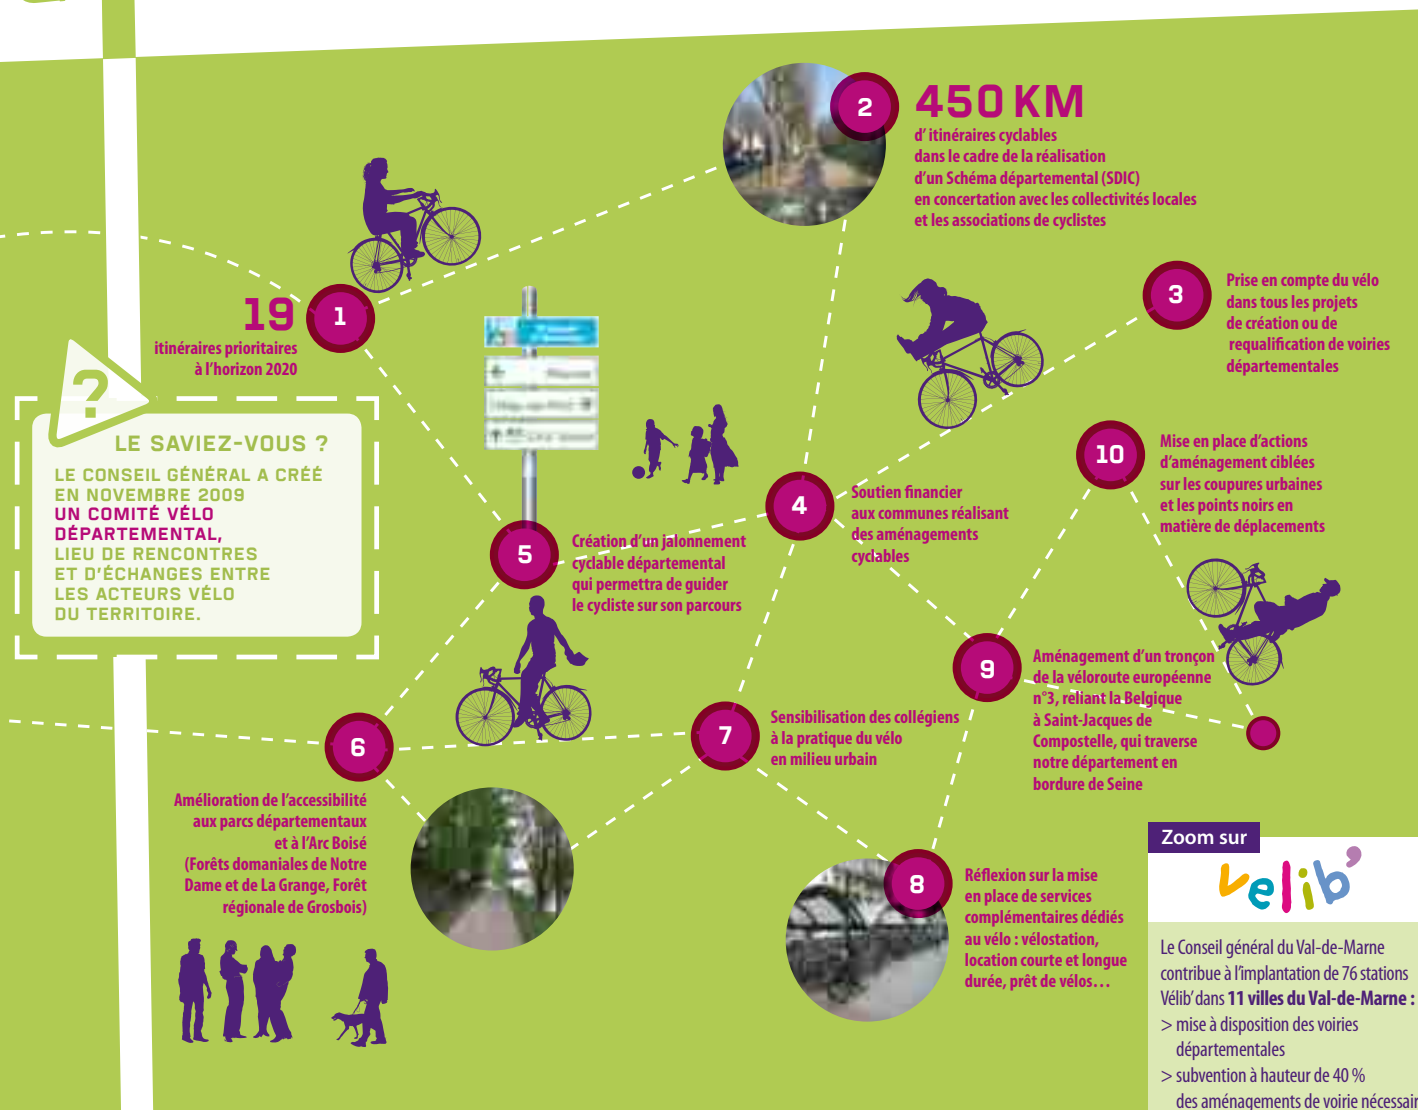 1
19
itinéraires prioritaires
à l'horizon 2020
2
450 KM
d' itinéraires cyclables
dans le cadre de la réalisation
d'un Schéma départemental (SDIC)
en concertation avec les collectivités locales
et les associations de cyclistes
3
Prise en compte du vélo
dans tous les projets
de création ou de
requalification de voiries
départementales
?
LE SAVIEZ-VOUS ?
LE CONSEIL GÉNÉRAL A CRÉÉ
EN NOVEMBRE 2009
UN COMITÉ VÉLO
DÉPARTEMENTAL,
LIEU DE RENCONTRES
ET D'ÉCHANGES ENTRE
LES ACTEURS VÉLO
DU TERRITOIRE.
4
Soutien financier
aux communes réalisant
des aménagements
cyclables
5
Création d'un jalonnement
cyclable départemental
qui permettra de guider
le cycliste sur son parcours
6
Amélioration de l'accessibilité
aux parcs départementaux
et à l'Arc Boisé
(Forêts domaniales de Notre
Dame et de La Grange, Forêt
régionale de Grosbois)
7
Sensibilisation des collégiens
à la pratique du vélo
en milieu urbain
8
Réflexion sur la mise
en place de services
complémentaires dédiés
au vélo : vélostation,
location courte et longue
durée, prêt de vélos…
9
Aménagement d'un tronçon
de la véloroute européenne
n°3, reliant la Belgique
à Saint-Jacques de
Compostelle, qui traverse
notre département en
bordure de Seine
10
Mise en place d'actions
d'aménagement ciblées
sur les coupures urbaines
et les points noirs en
matière de déplacements
Zoom sur
velib'
Le Conseil général du Val-de-Marne
contribue à l'implantation de 76 stations
Vélib' dans 11 villes du Val-de-Marne :
> mise à disposition des voiries
départementales
> subvention à hauteur de 40 %
des aménagements de voirie